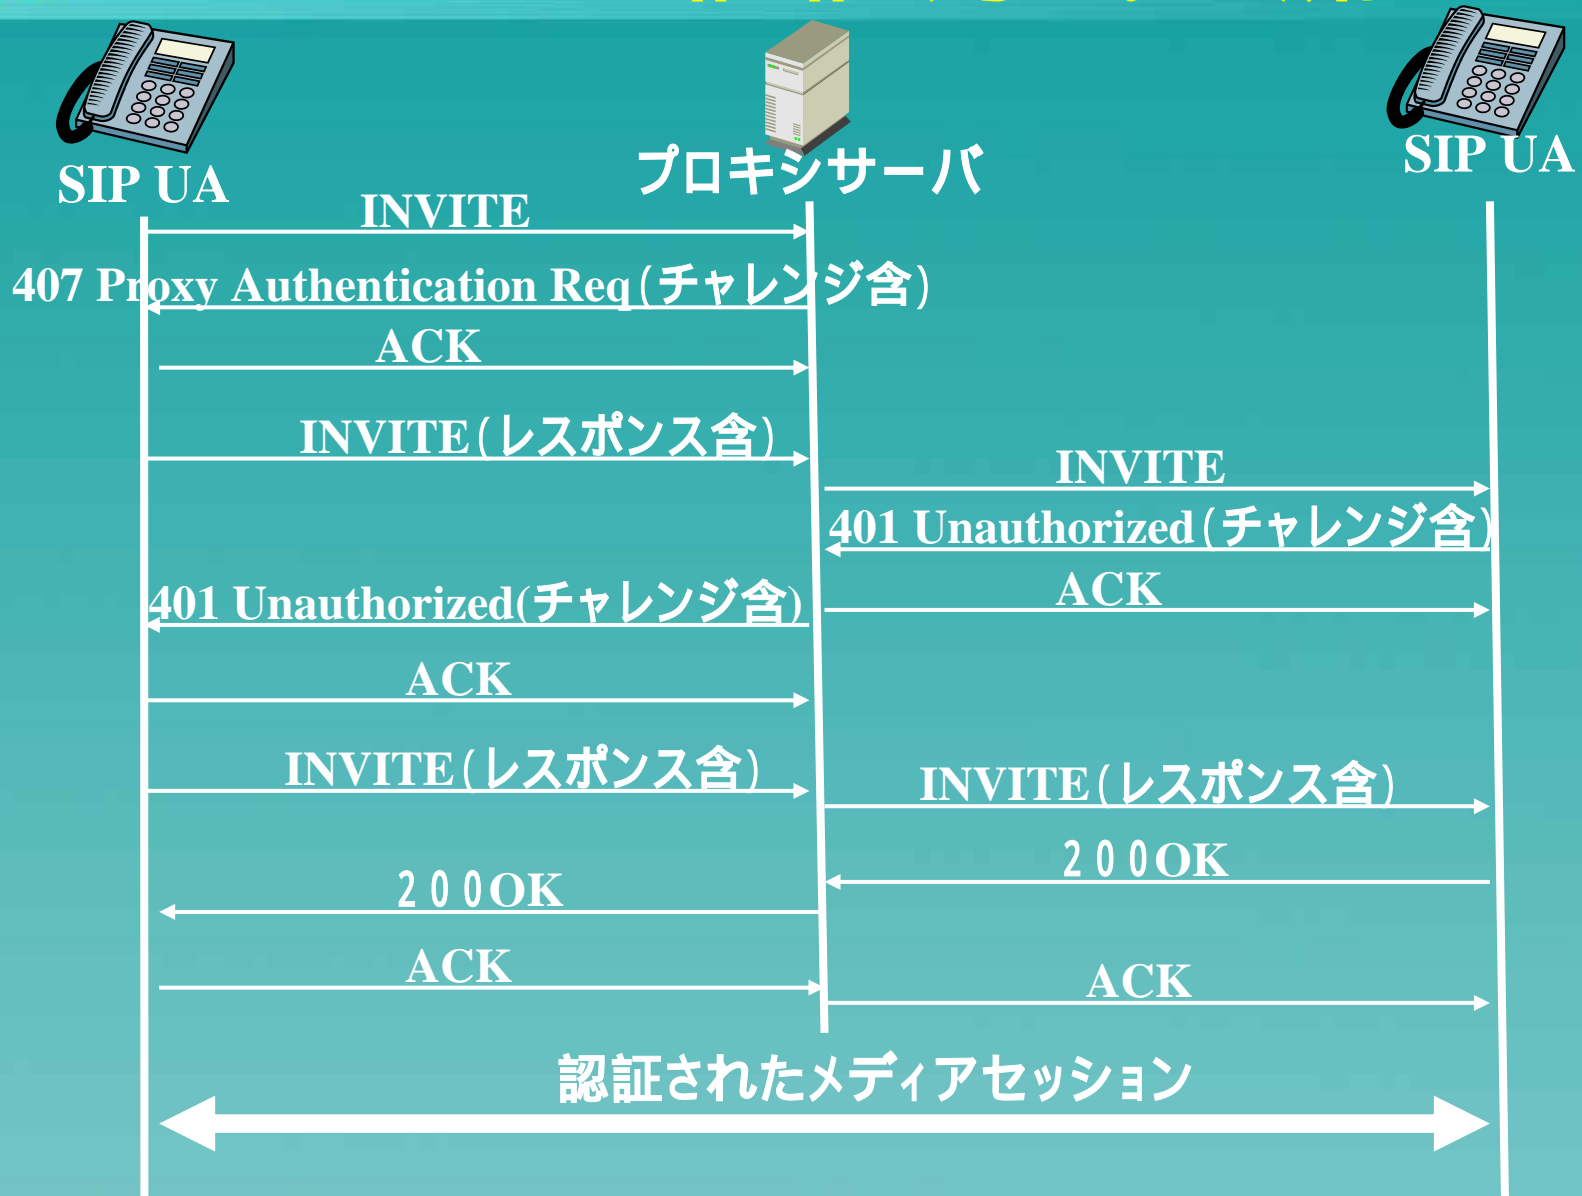 SIP UA
プロキシサーバ
SIP UA
INVITE
407 Proxy Authentication Req(チャレンジ含)
ACK
INVITE(レスポンス含)
INVITE
401 Unauthorized(チャレンジ含)
ACK
401 Unauthorized(チャレンジ含)
ACK
INVITE(レスポンス含)
INVITE(レスポンス含)
200OK
200OK
ACK
ACK
認証されたメディアセッション